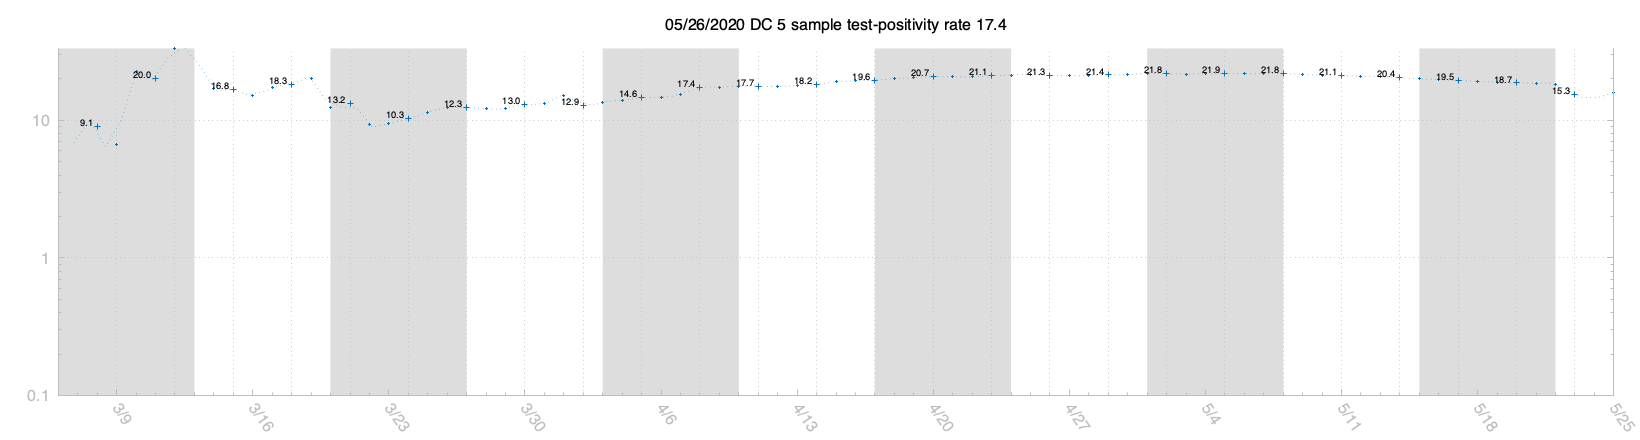 05/26/2020 DC 5 sample test-positivity rate 17.4
9.1 20.0 16.8 18.3 13.2 10.3 12.3 13.0 12.9 14.6 17.4 17.7 18.2 19.6 20.7 21.1 21.3 21.4 21.8 21.9 21.8 21.1 20.4 19.5 18.7 15.3
10
1
0.1
3/9 3/16 3/23 3/30 4/6 4/13 4/20 4/27 5/4 5/11 5/18 5/25